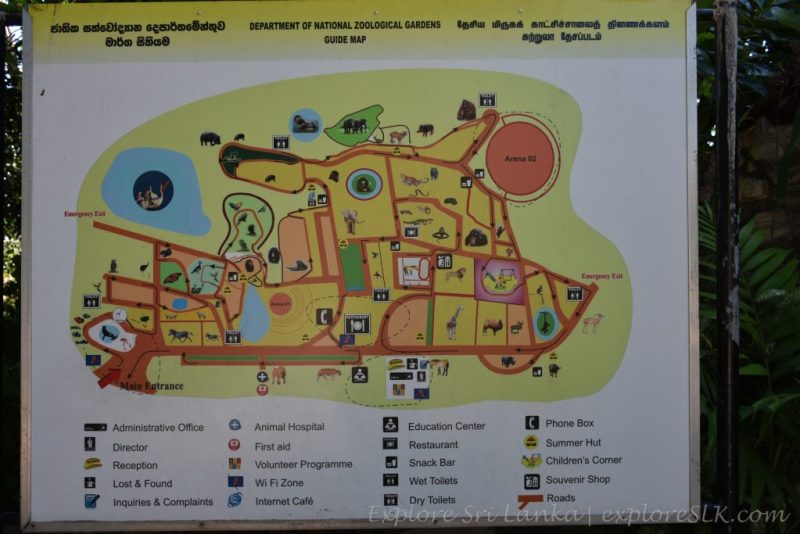 ජාතික සත්වෝද්‍යාන දෙපාර්තමේන්තුව
මාර්ග සිතියම
DEPARTMENT OF NATIONAL ZOOLOGICAL GARDENS
GUIDE MAP
தேசிய மிருகக் காட்சிச்சாலைத் திணைக்களம்
சுற்றுலா தேசப்படம்
Arena 02
Emergency Exit
Emergency Exit
Arena 01
Main Entrance
Administrative Office
Director
Reception
Lost & Found
Inquiries & Complaints
Animal Hospital
First aid
Volunteer Programme
Wi Fi Zone
Internet Café
Education Center
Restaurant
Snack Bar
Wet Toilets
Dry Toilets
Phone Box
Summer Hut
Children's Corner
Souvenir Shop
Roads
Explore Sri Lanka | exploreSLK.com